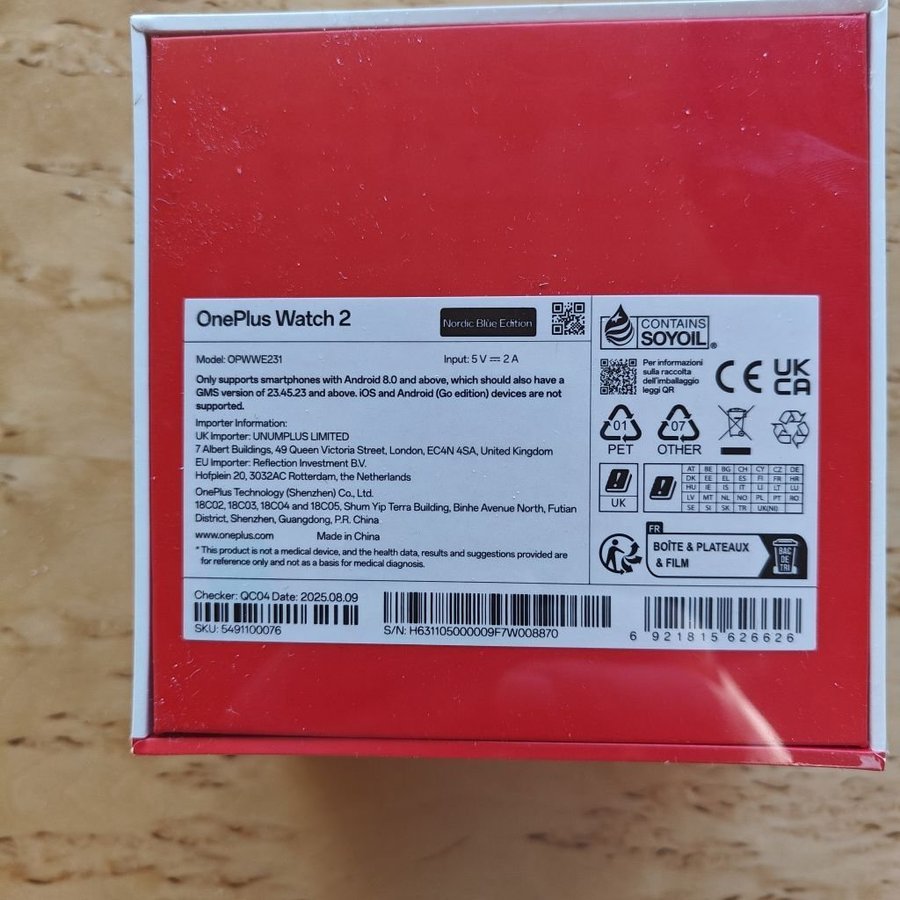 OnePlus Watch 2
Nordic Blue Edition
Model: OPWWE231
Input: 5 V ⎓ 2 A
Only supports smartphones with Android 8.0 and above, which should also have a
GMS version of 23.45.23 and above. iOS and Android (Go edition) devices are not
supported.
Importer Information:
UK Importer: UNUMPLUS LIMITED
7 Albert Buildings, 49 Queen Victoria Street, London, EC4N 4SA, United Kingdom
EU Importer: Reflection Investment B.V.
Hofplein 20, 3032AC Rotterdam, the Netherlands
OnePlus Technology (Shenzhen) Co., Ltd.
18C02, 18C03, 18C04 and 18C05, Shum Yip Terra Building, Binhe Avenue North, Futian
District, Shenzhen, Guangdong, P.R. China
www.oneplus.com
Made in China
* This product is not a medical device, and the health data, results and suggestions provided are
for reference only and not as a basis for medical diagnosis.
CONTAINS
SOYOIL®
Per informazioni
sulla raccolta
dell'imballaggio
leggi QR
CE
UK
CA
01
PET
07
OTHER
UK
AT BE BG CH CY CZ DE
DK EE EL ES FI FR HR
HU IE IS IT LI LT LU
LV MT NL NO PL PT RO
SE SI SK TR UK(NI)
FR
BOÎTE & PLATEAUX
& FILM
BAC
DE
TRI
Checker: QC04 Date: 2025.08.09
SKU: 5491100076
S/N: H631105000009F7W008870
6 921815 626626